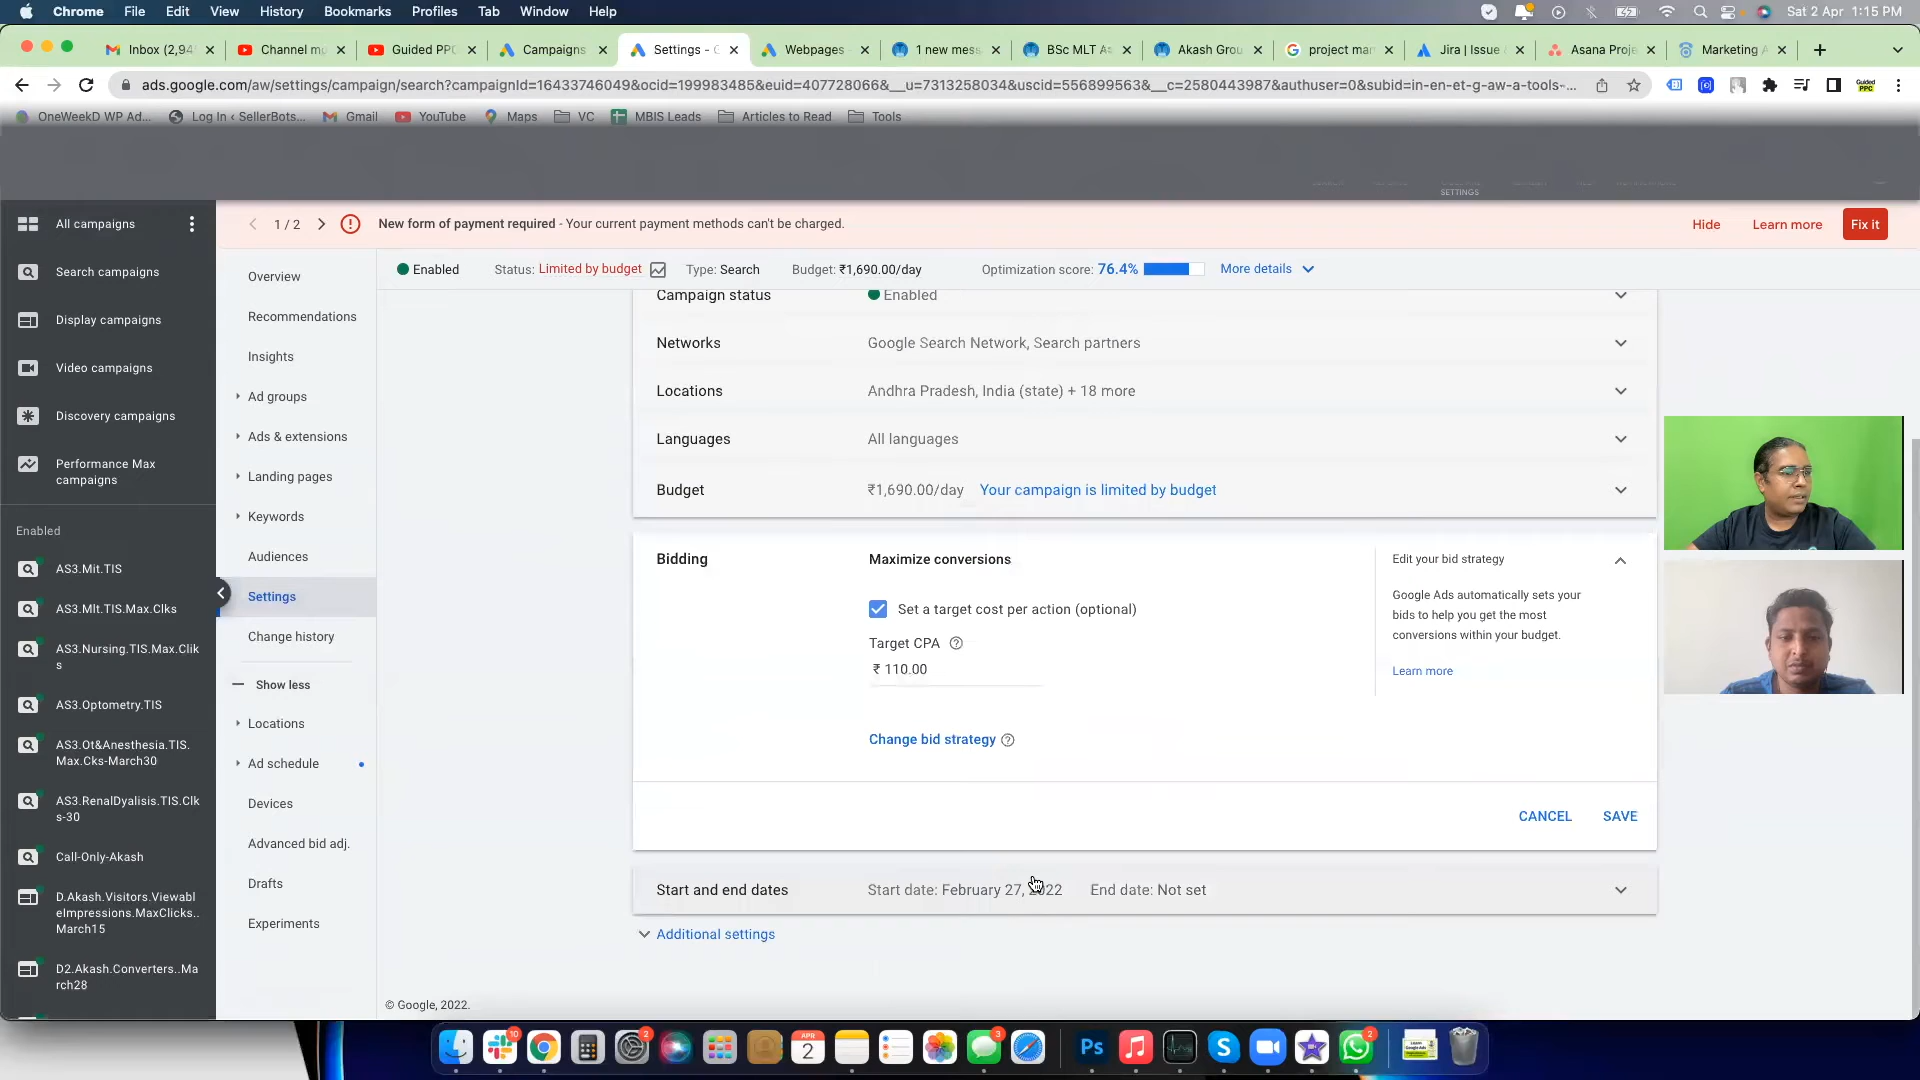 Chrome File Edit View History Bookmarks Profiles Tab Window Help Sat 2 Apr 1:15 PM
Inbox (2,94 Channel mu Guided PPC Campaigns Settings - C Webpages - 1 new mess BSc MLT A Akash Grou project man Jira | Issue Asana Proje Marketing A
ads.google.com/aw/settings/campaign/search?campaignId=16433746049&ocid=199983485&euid=407728066&__u=7313258034&uscid=556899563&__c=2580443987&authuser=0&subid=in-en-et-g-aw-a-tools-...
OneWeekD WP Ad... Log In ‹ SellerBots... Gmail YouTube Maps VC MBIS Leads Articles to Read Tools
SETTINGS
All campaigns
Search campaigns
Display campaigns
Video campaigns
Discovery campaigns
Performance Max
campaigns
Enabled
AS3.Mit.TIS
AS3.Mlt.TIS.Max.Clks
AS3.Nursing.TIS.Max.Clik
s
AS3.Optometry.TIS
AS3.Ot&Anesthesia.TIS.
Max.Cks-March30
AS3.RenalDyalisis.TIS.Clk
s-30
Call-Only-Akash
D.Akash.Visitors.Viewabl
eImpressions.MaxClicks..
March15
D2.Akash.Converters..Ma
rch28
1 / 2 New form of payment required - Your current payment methods can't be charged. Hide Learn more Fix it
Overview
Recommendations
Insights
Ad groups
Ads & extensions
Landing pages
Keywords
Audiences
Settings
Change history
Show less
Locations
Ad schedule
Devices
Advanced bid adj.
Drafts
Experiments
Enabled Status: Limited by budget Type: Search Budget: ₹1,690.00/day Optimization score: 76.4% More details
Campaign status Enabled
Networks Google Search Network, Search partners
Locations Andhra Pradesh, India (state) + 18 more
Languages All languages
Budget ₹1,690.00/day Your campaign is limited by budget
Bidding Maximize conversions
Set a target cost per action (optional)
Target CPA
₹ 110.00
Change bid strategy
Edit your bid strategy
Google Ads automatically sets your
bids to help you get the most
conversions within your budget.
Learn more
CANCEL SAVE
Start and end dates Start date: February 27, 2022 End date: Not set
Additional settings
© Google, 2022.
10 2 APR 2 3 Ps 2